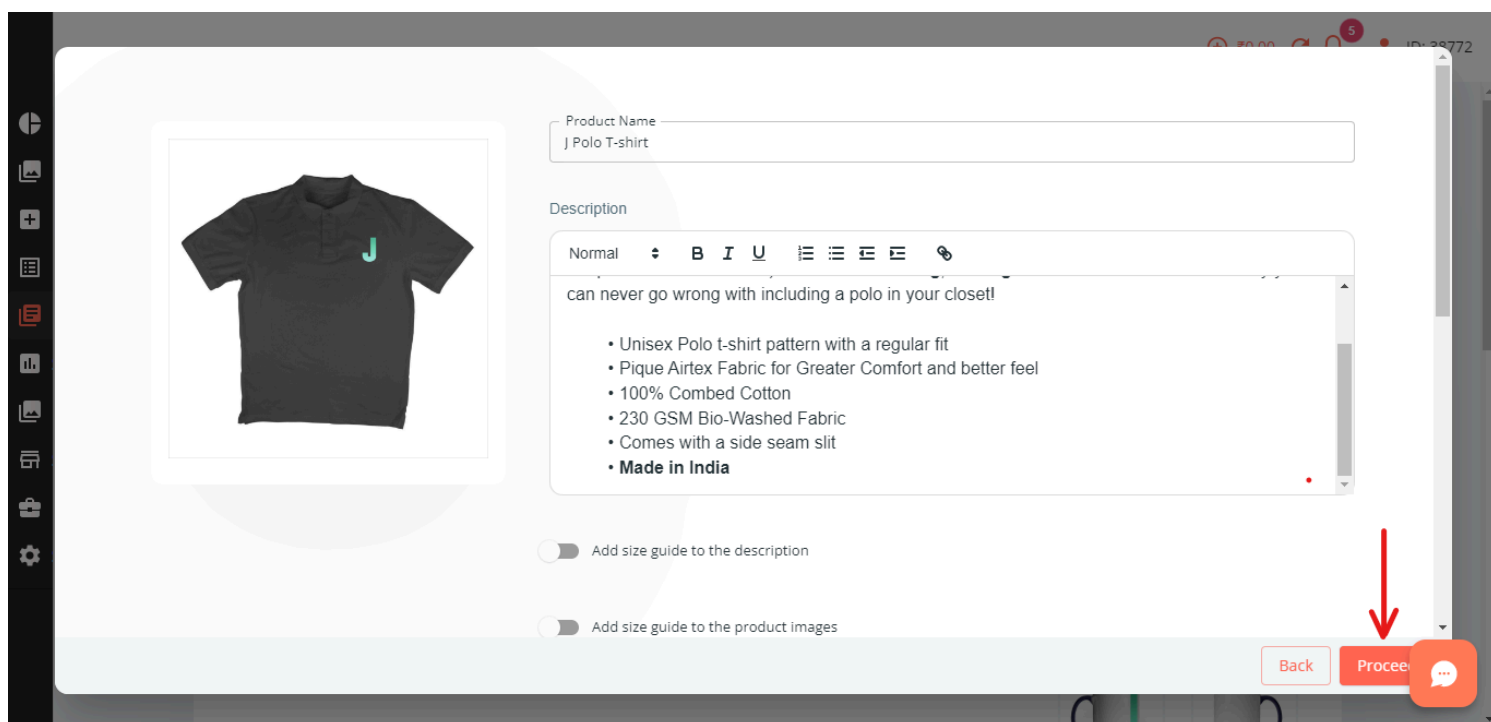 5
₹0.00
ID: 38772
Product Name
J Polo T-shirt
J
Description
Normal
B I U
can never go wrong with including a polo in your closet!
• Unisex Polo t-shirt pattern with a regular fit
• Pique Airtex Fabric for Greater Comfort and better feel
• 100% Combed Cotton
• 230 GSM Bio-Washed Fabric
• Comes with a side seam slit
• Made in India
Add size guide to the description
Add size guide to the product images
Back
Procee